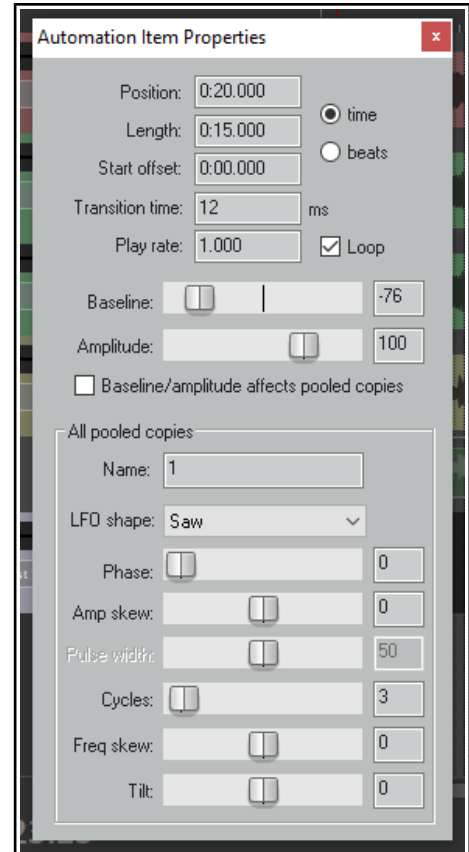 Automation Item Properties x
Position: 0:20.000
time
Length: 0:15.000
beats
Start offset: 0:00.000
Transition time: 12 ms
Play rate: 1.000 Loop
Baseline: -76
Amplitude: 100
Baseline/amplitude affects pooled copies
All pooled copies
Name: 1
LFO shape: Saw
Phase: 0
Amp skew: 0
Pulse width: 50
Cycles: 3
Freq skew: 0
Tilt: 0